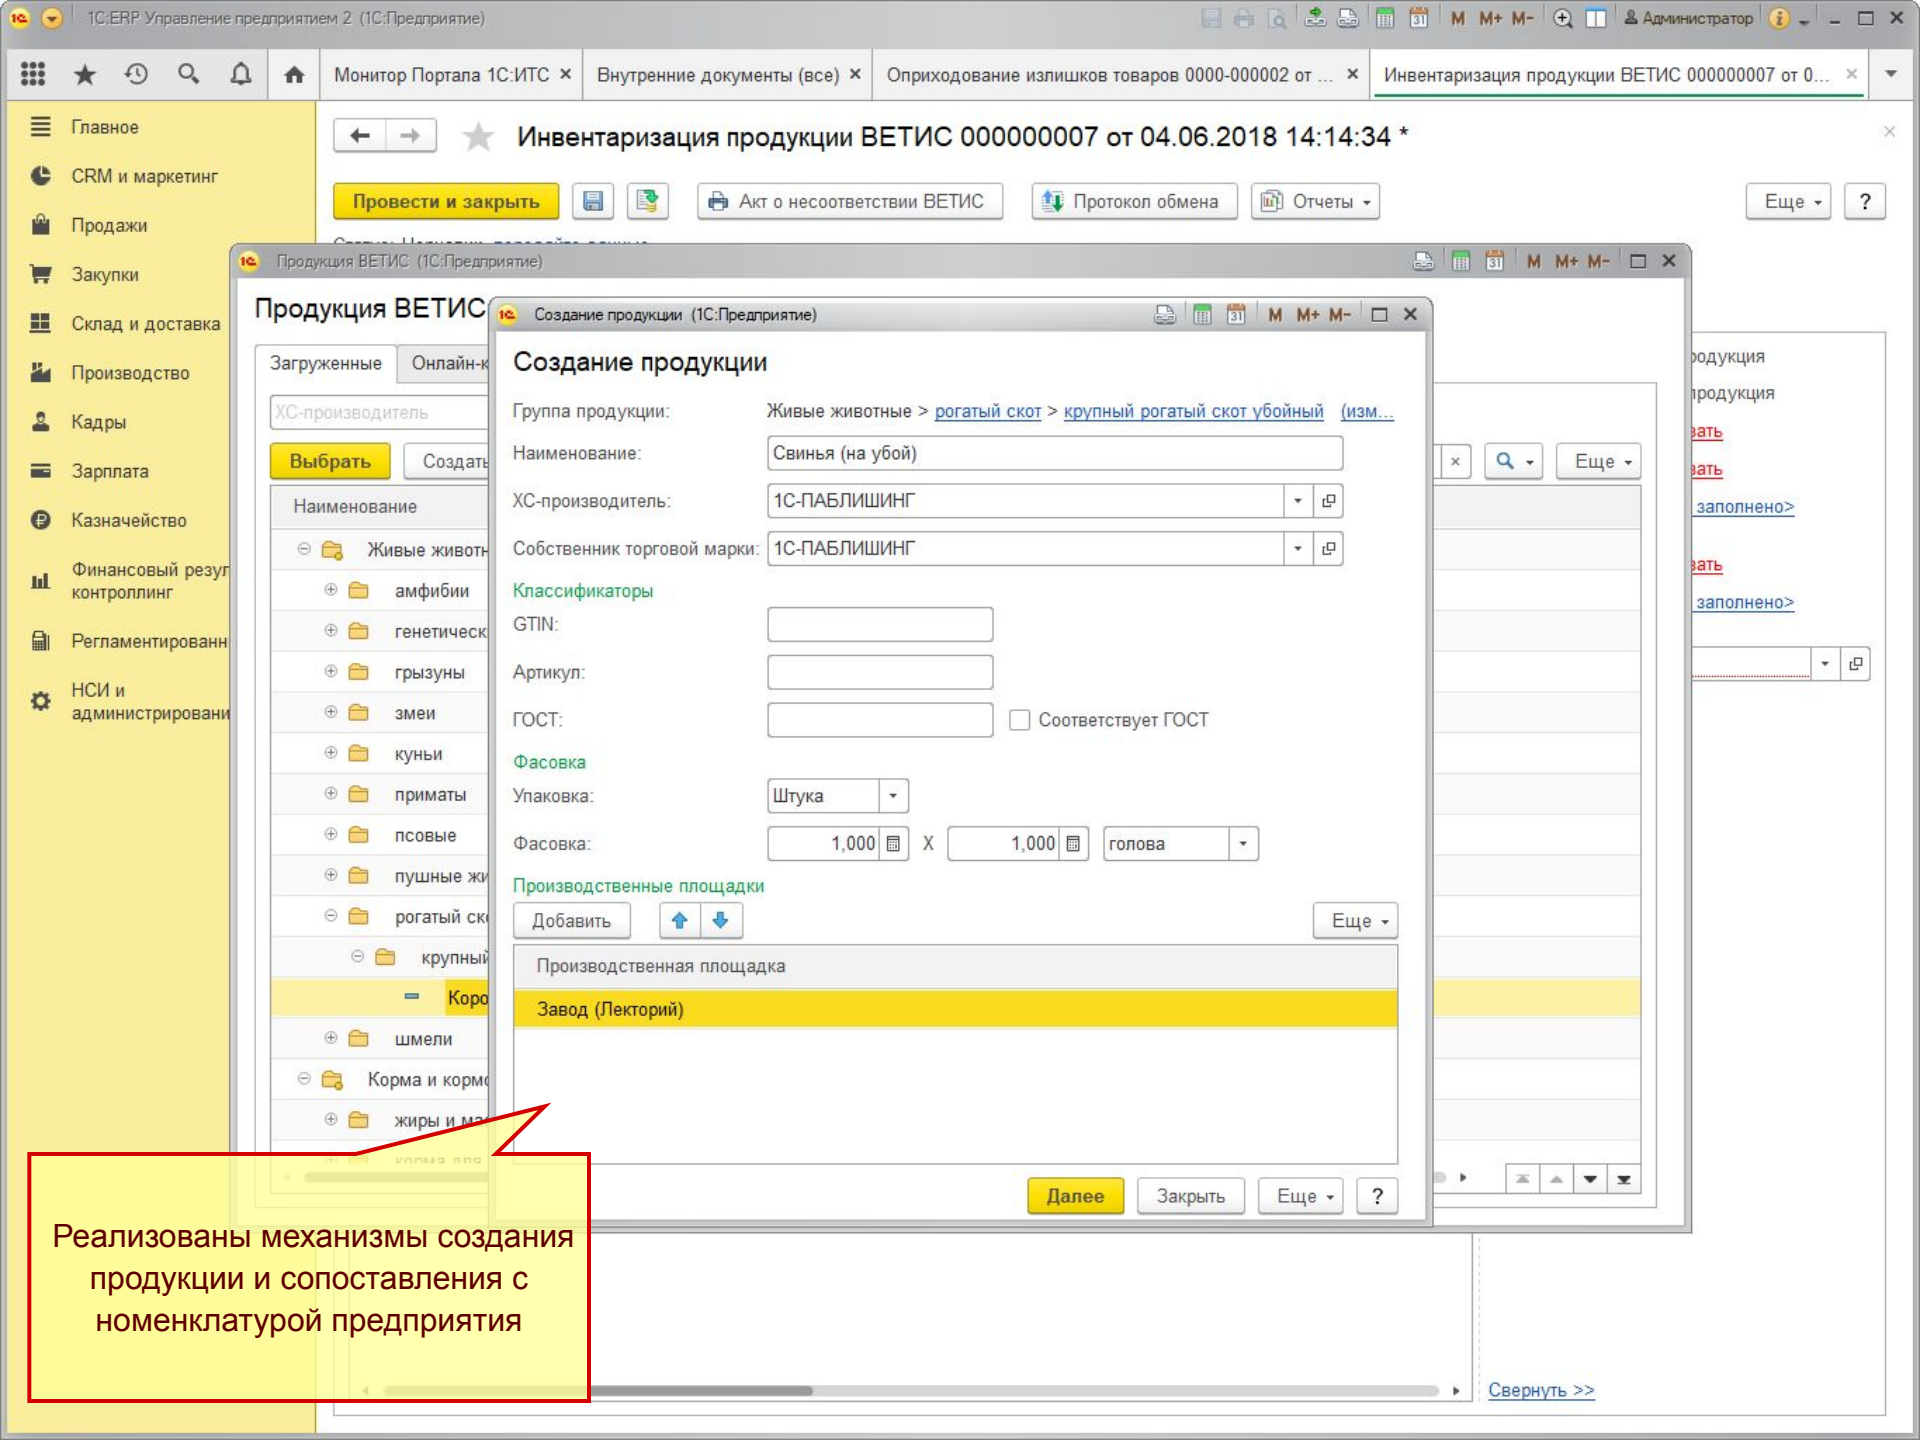 1С:ERP Управление предприятием 2 (1С:Предприятие)
M M+ M- Администратор
Монитор Портала 1С:ИТС × Внутренние документы (все) × Оприходование излишков товаров 0000-000002 от ... × Инвентаризация продукции ВЕТИС 000000007 от 0... ×
Главное
CRM и маркетинг
Продажи
Закупки
Склад и доставка
Производство
Кадры
Зарплата
Казначейство
Финансовый резул
контроллинг
Регламентированн
НСИ и
администрировани
Инвентаризация продукции ВЕТИС 000000007 от 04.06.2018 14:14:34 *
Провести и закрыть Акт о несоответствии ВЕТИС Протокол обмена Отчеты Еще ?
Продукция ВЕТИС (1С:Предприятие)
M M+ M-
Продукция ВЕТИС
Загруженные Онлайн-к
ХС-производитель
Выбрать Создать
Еще
Наименование
Живые животн
амфибии
генетическ
грызуны
змеи
куньи
приматы
псовые
пушные жи
рогатый ско
крупный
Коро
шмели
Корма и кормо
жиры и ма
корма для
Создание продукции (1С:Предприятие)
M M+ M-
Создание продукции
Группа продукции: Живые животные > рогатый скот > крупный рогатый скот убойный (изм...
Наименование: Свинья (на убой)
ХС-производитель: 1С-ПАБЛИШИНГ
Собственник торговой марки: 1С-ПАБЛИШИНГ
Классификаторы
GTIN:
Артикул:
ГОСТ: Соответствует ГОСТ
Фасовка
Упаковка: Штука
Фасовка: 1,000 X 1,000 голова
Производственные площадки
Добавить Еще
Производственная площадка
Завод (Лекторий)
Далее Закрыть Еще ?
одукция
продукция
зать
зать
заполнено>
зать
заполнено>
Свернуть >>
Реализованы механизмы создания
продукции и сопоставления с
номенклатурой предприятия